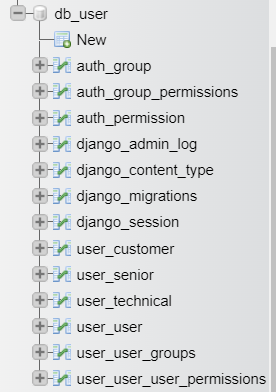 db_user
New
auth_group
auth_group_permissions
auth_permission
django_admin_log
django_content_type
django_migrations
django_session
user_customer
user_senior
user_technical
user_user
user_user_groups
user_user_user_permissions